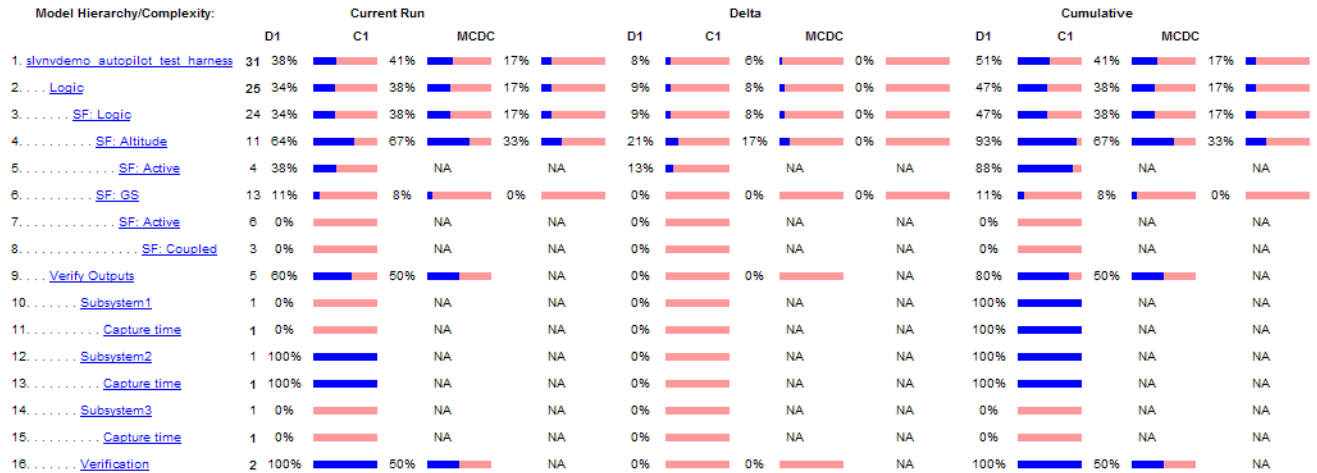 Model Hierarchy/Complexity: Current Run Delta Cumulative
D1 C1 MCDC D1 C1 MCDC D1 C1 MCDC
1. slvnvdemo_autopilot_test_harness 31 38% 41% 17% 8% 6% 0% 51% 41% 17%
2. . . . Logic 25 34% 38% 17% 9% 8% 0% 47% 38% 17%
3. . . . . . . SF: Logic 24 34% 38% 17% 9% 8% 0% 47% 38% 17%
4. . . . . . . . . . SF: Altitude 11 64% 67% 33% 21% 17% 0% 93% 67% 33%
5. . . . . . . . . . . . . SF: Active 4 38% NA NA 13% NA NA 88% NA NA
6. . . . . . . . . . SF: GS 13 11% 8% 0% 0% 0% 0% 11% 8% 0%
7. . . . . . . . . . . . . SF: Active 6 0% NA NA 0% NA NA 0% NA NA
8. . . . . . . . . . . . . . . . SF: Coupled 3 0% NA NA 0% NA NA 0% NA NA
9. . . . Verify Outputs 5 60% 50% NA 0% 0% NA 80% 50% NA
10. . . . . . . Subsystem1 1 0% NA NA 0% NA NA 100% NA NA
11. . . . . . . . . . Capture time 1 0% NA NA 0% NA NA 100% NA NA
12. . . . . . . Subsystem2 1 100% NA NA 0% NA NA 100% NA NA
13. . . . . . . . . . Capture time 1 100% NA NA 0% NA NA 100% NA NA
14. . . . . . . Subsystem3 1 0% NA NA 0% NA NA 0% NA NA
15. . . . . . . . . . Capture time 1 0% NA NA 0% NA NA 0% NA NA
16. . . . . . . Verification 2 100% 50% NA 0% 0% NA 100% 50% NA